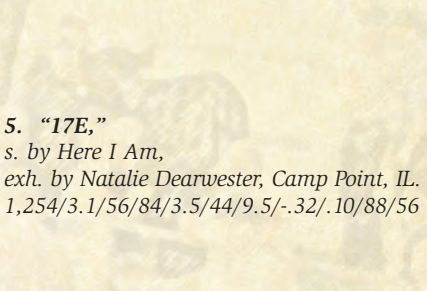 5. “17E,”
s. by Here I Am,
exh. by Natalie Dearwester, Camp Point, IL.
1,254/3.1/56/84/3.5/44/9.5/-.32/.10/88/56